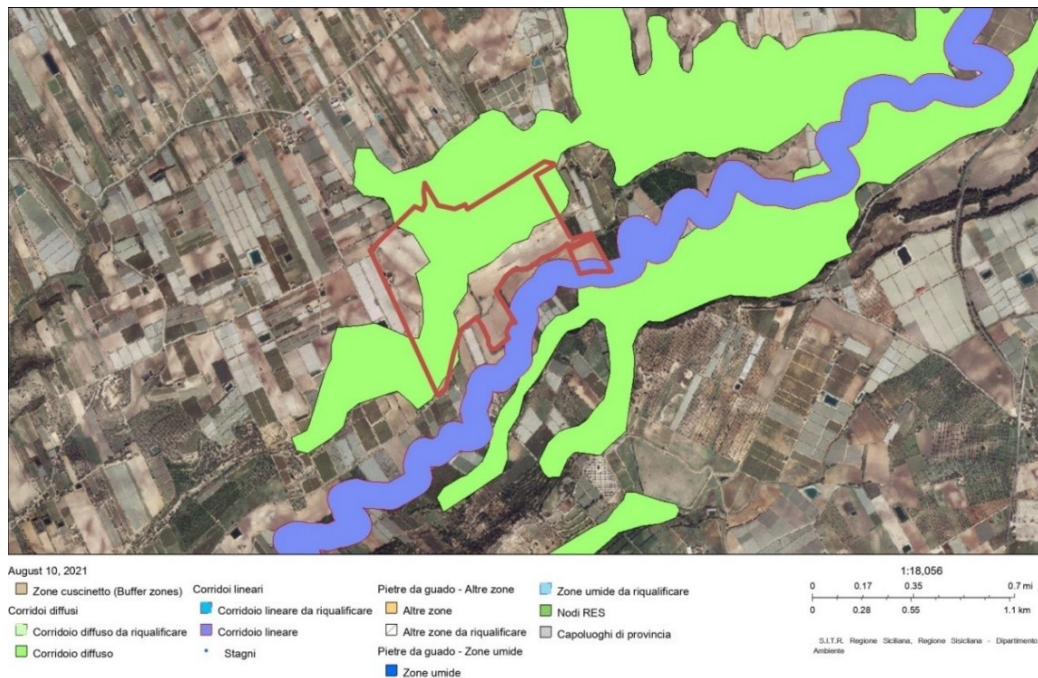 August 10, 2021
Zone cuscinetto (Buffer zones)
Corridoi diffusi
Corridoio diffuso da riqualificare
Corridoio diffuso
Corridoi lineari
Corridoio lineare da riqualificare
Corridoio lineare
Stagni
Pietre da guado - Altre zone
Altre zone
Altre zone da riqualificare
Pietre da guado - Zone umide
Zone umide
Zone umide da riqualificare
Nodi RES
Capoluoghi di provincia
1:18,056
0 0.17 0.35 0.7 mi
0 0.28 0.55 1.1 km
S.I.T.R. Regione Siciliana, Regione Sisiciliana - Dipartimento
Ambiente